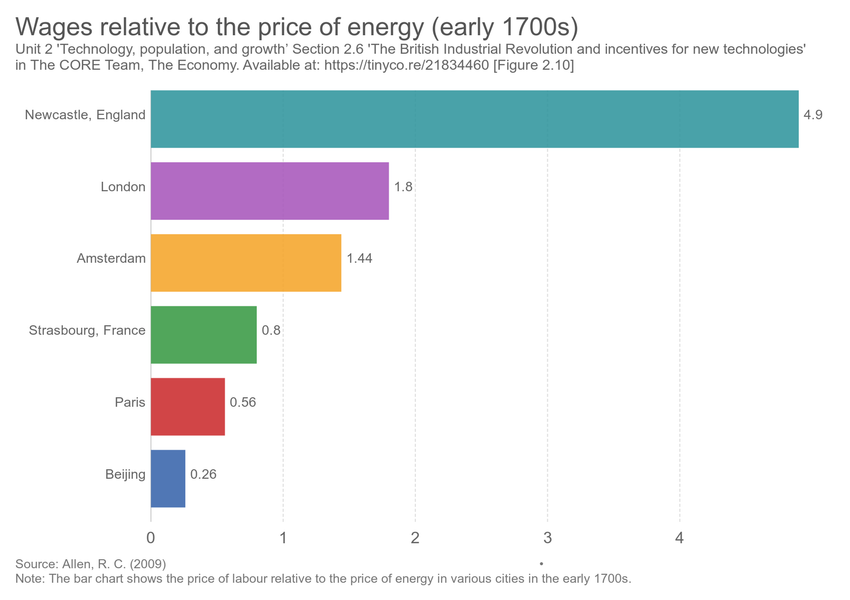 Wages relative to the price of energy (early 1700s)
Unit 2 'Technology, population, and growth' Section 2.6 'The British Industrial Revolution and incentives for new technologies'
in The CORE Team, The Economy. Available at: https://tinyco.re/21834460 [Figure 2.10]
Newcastle, England 4.9
London 1.8
Amsterdam 1.44
Strasbourg, France 0.8
Paris 0.56
Beijing 0.26
0 1 2 3 4
Source: Allen, R. C. (2009) •
Note: The bar chart shows the price of labour relative to the price of energy in various cities in the early 1700s.